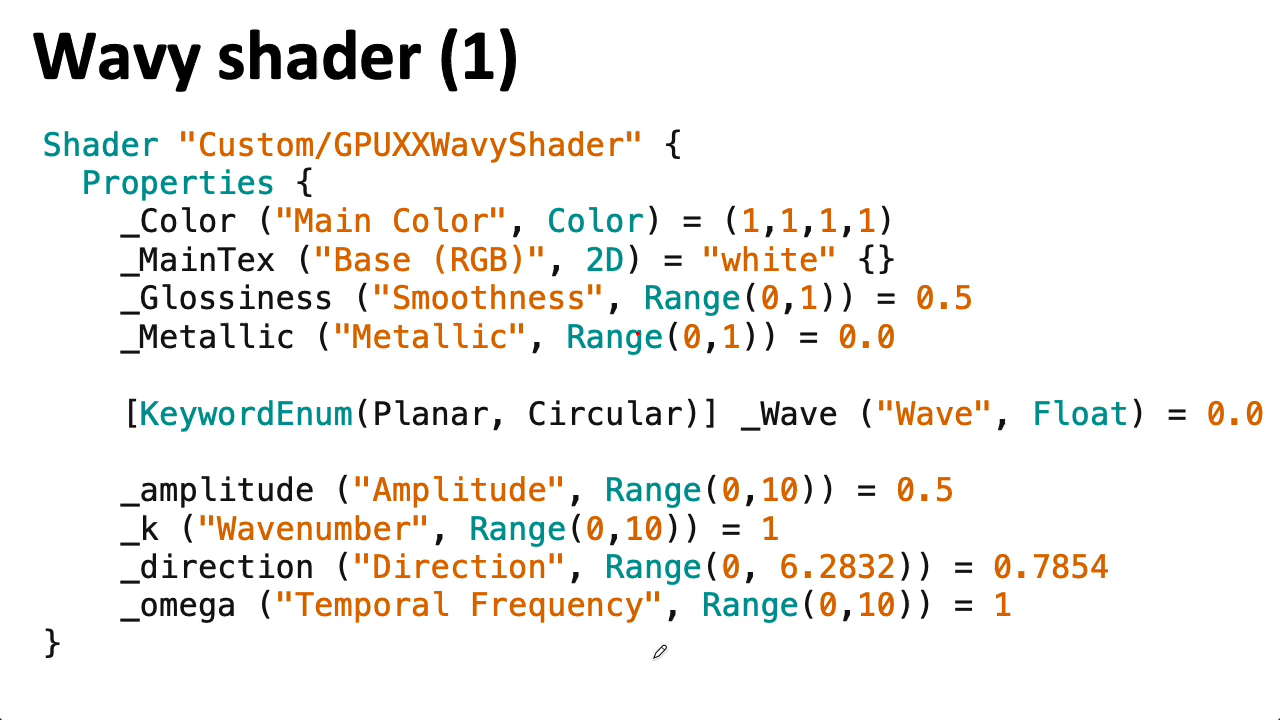 Wavy shader (1)
Shader "Custom/GPUXXWavyShader" {
Properties {
_Color ("Main Color", Color) = (1,1,1,1)
_MainTex ("Base (RGB)", 2D) = "white" {}
_Glossiness ("Smoothness", Range(0,1)) = 0.5
_Metallic ("Metallic", Range(0,1)) = 0.0
[KeywordEnum(Planar, Circular)] _Wave ("Wave", Float) = 0.0
_amplitude ("Amplitude", Range(0,10)) = 0.5
_k ("Wavenumber", Range(0,10)) = 1
_direction ("Direction", Range(0, 6.2832)) = 0.7854
_omega ("Temporal Frequency", Range(0,10)) = 1
}